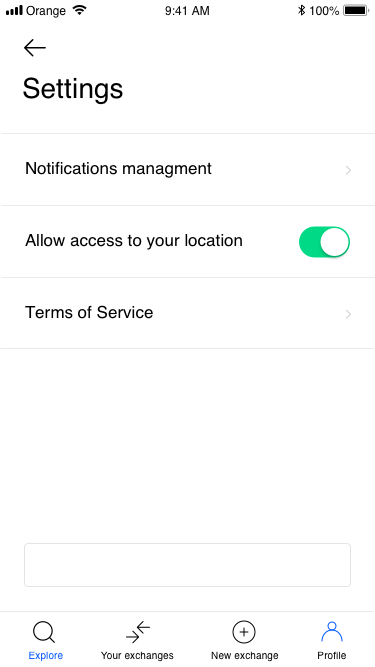 Orange 9:41 AM 100%
Settings
Notifications managment
Allow access to your location
Terms of Service
Explore Your exchanges New exchange Profile